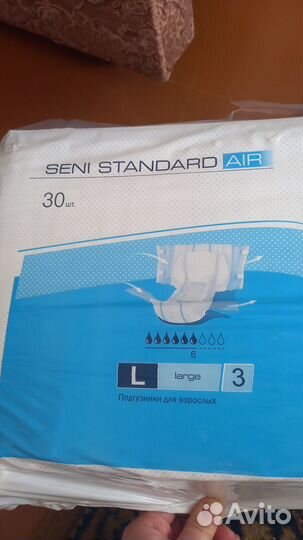 SENI STANDARD AIR
30 шт.
6
L large 3
Подгузники для взрослых
Avito